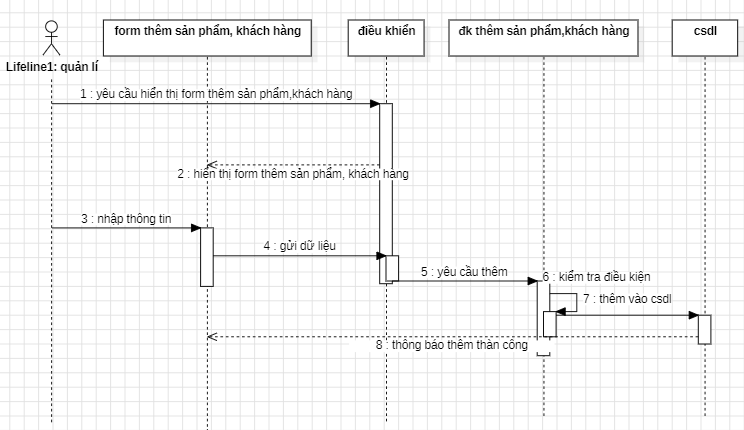 form thêm sản phẩm, khách hàng
điều khiển
đk thêm sản phẩm,khách hàng
csdl
Lifeline1: quản lí
1 : yêu cầu hiển thị form thêm sản phẩm,khách hàng
2 : hiển thị form thêm sản phẩm, khách hàng
3 : nhập thông tin
4 : gửi dữ liệu
5 : yêu cầu thêm
6 : kiểm tra điều kiện
7 : thêm vào csdl
8 : thông báo thêm thàn công